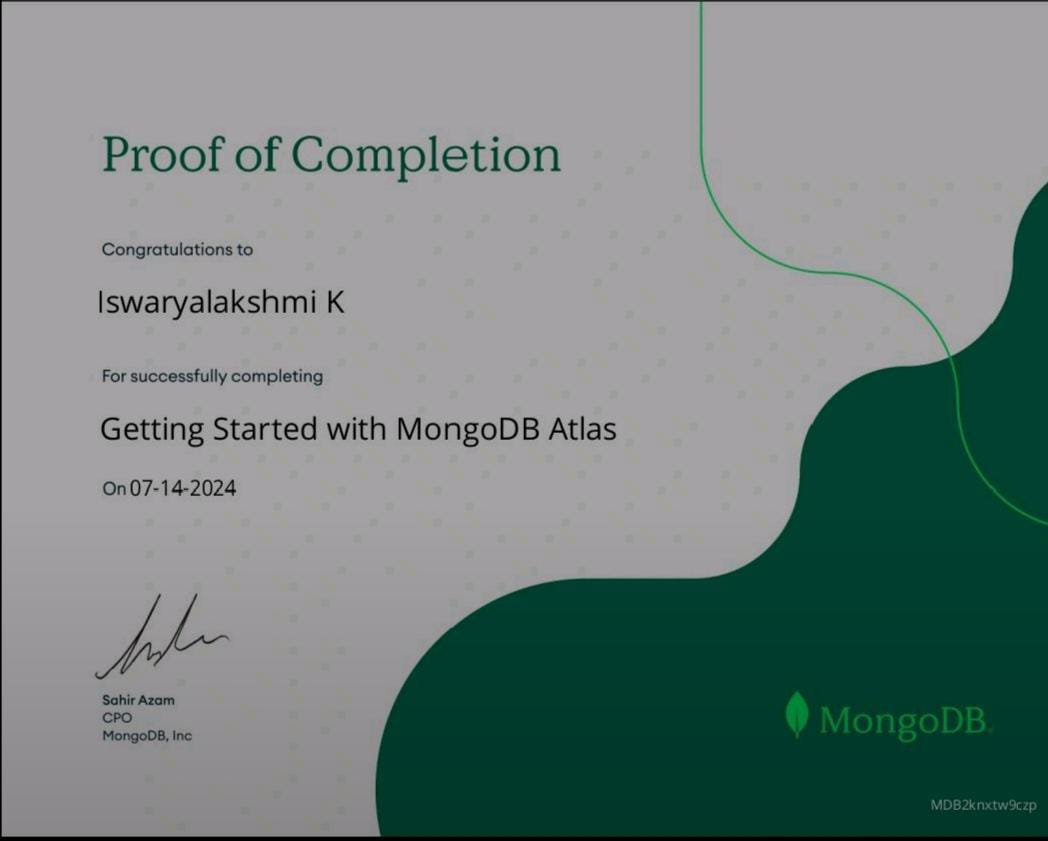 Proof of Completion
Congratulations to
Iswaryalakshmi K
For successfully completing
Getting Started with MongoDB Atlas
On 07-14-2024
Sahir Azam
CPO
MongoDB, Inc
MongoDB
MDB2knxtw9czp